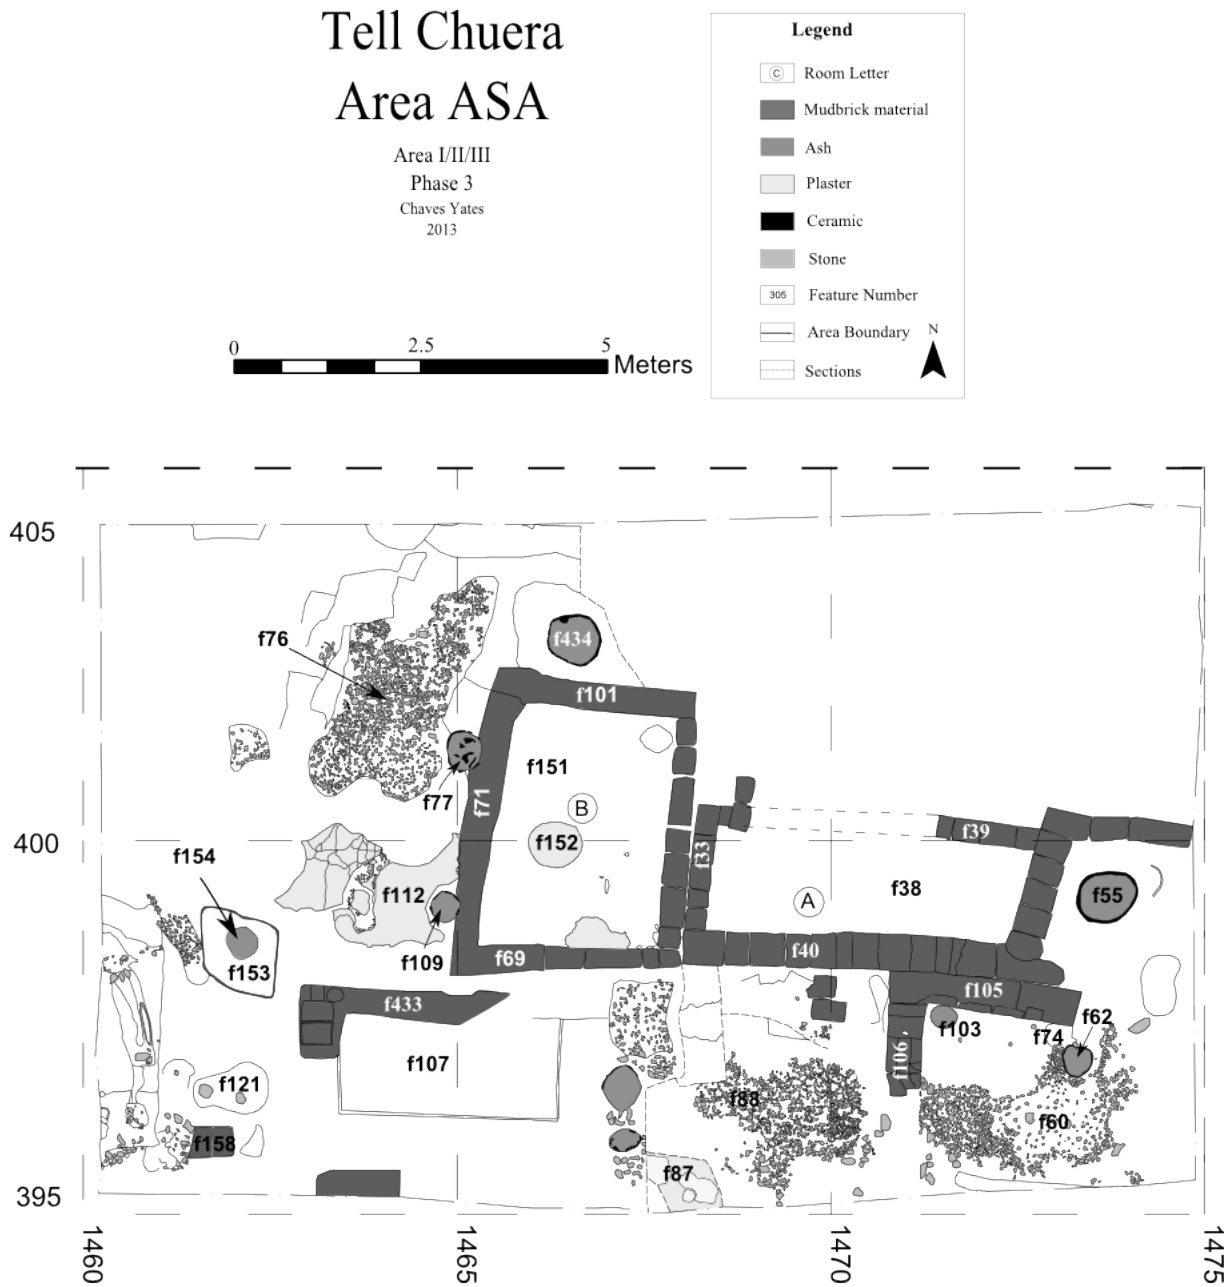 Tell Chuera
Area ASA
Area I/II/III
Phase 3
Chaves Yates
2013
0 2.5 5 Meters
Legend
C Room Letter
Mudbrick material
Ash
Plaster
Ceramic
Stone
305 Feature Number
Area Boundary
Sections
N
405
f76
f434
f101
f151
f77
f71
B
f152
400
f33
f39
f154
f112
f38
f55
A
f153
f109
f69
f40
f433
f105
f103
f62
f74
f107
f106
f121
f88
f60
f158
f87
395
1460
1465
1470
1475